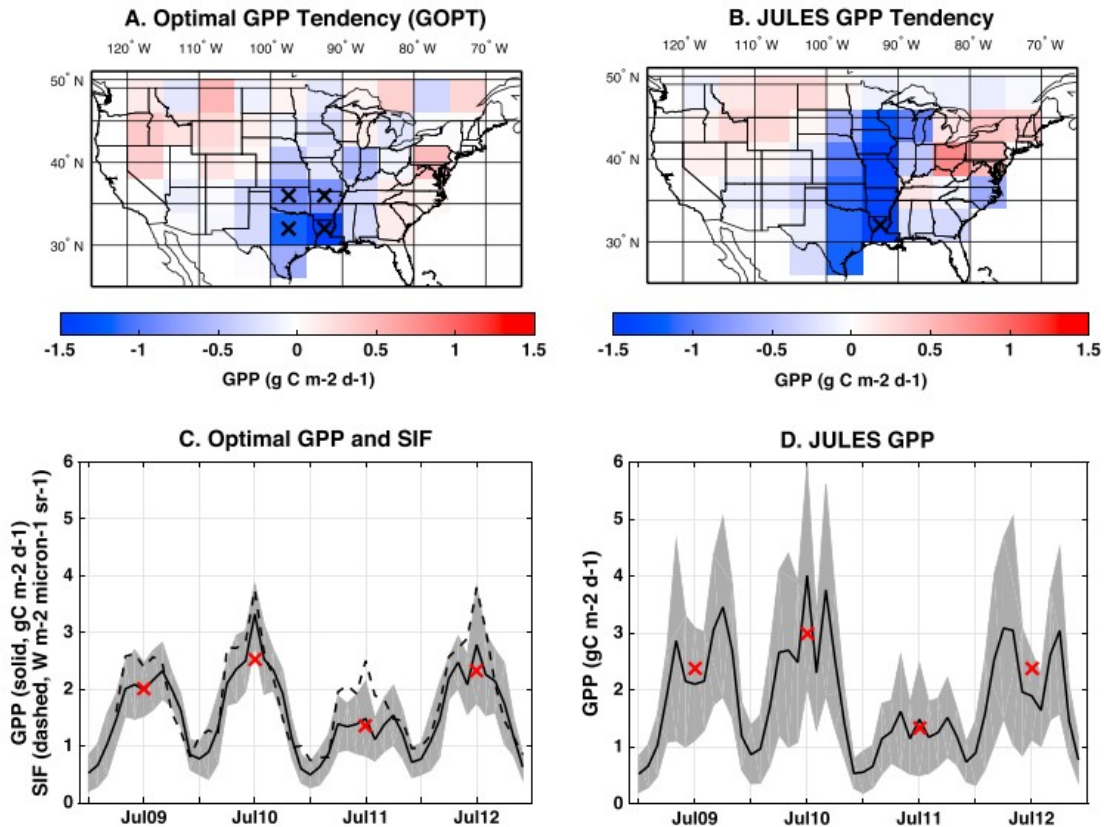 A. Optimal GPP Tendency (GOPT)
120° W 110° W 100° W 90° W 80° W 70° W
50° N
40° N
30° N
-1.5 -1 -0.5 0 0.5 1 1.5
GPP (g C m-2 d-1)
B. JULES GPP Tendency
120° W 110° W 100° W 90° W 80° W 70° W
50° N
40° N
30° N
-1.5 -1 -0.5 0 0.5 1 1.5
GPP (g C m-2 d-1)
C. Optimal GPP and SIF
GPP (solid, gC m-2 d-1)
SIF (dashed, W m-2 micron-1 sr-1)
6
5
4
3
2
1
0
Jul09 Jul10 Jul11 Jul12
D. JULES GPP
GPP (gC m-2 d-1)
6
5
4
3
2
1
0
Jul09 Jul10 Jul11 Jul12